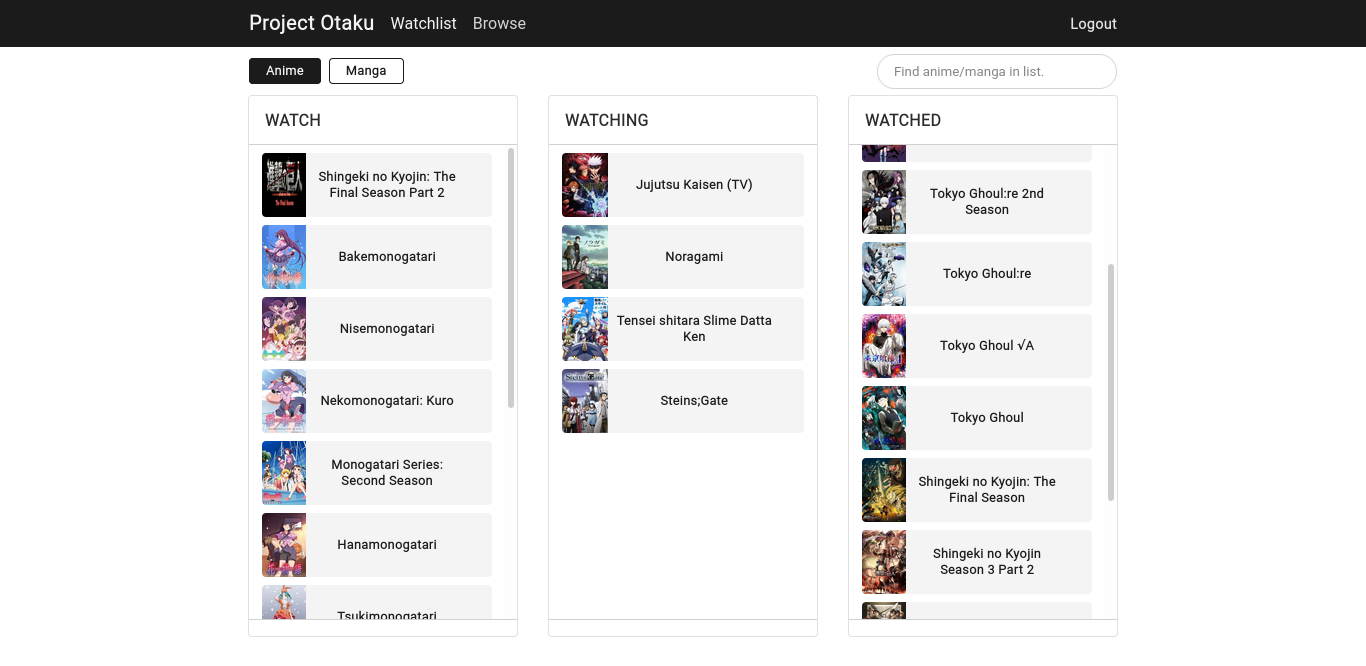 Project Otaku Watchlist Browse Logout
Anime Manga Find anime/manga in list.
WATCH
Shingeki no Kyojin: The
Final Season Part 2
Bakemonogatari
Nisemonogatari
Nekomonogatari: Kuro
Monogatari Series:
Second Season
Hanamonogatari
Tsukimonogatari
WATCHING
Jujutsu Kaisen (TV)
Noragami
Tensei shitara Slime Datta
Ken
Steins;Gate
WATCHED
Tokyo Ghoul:re 2nd
Season
Tokyo Ghoul:re
Tokyo Ghoul √A
Tokyo Ghoul
Shingeki no Kyojin: The
Final Season
Shingeki no Kyojin
Season 3 Part 2